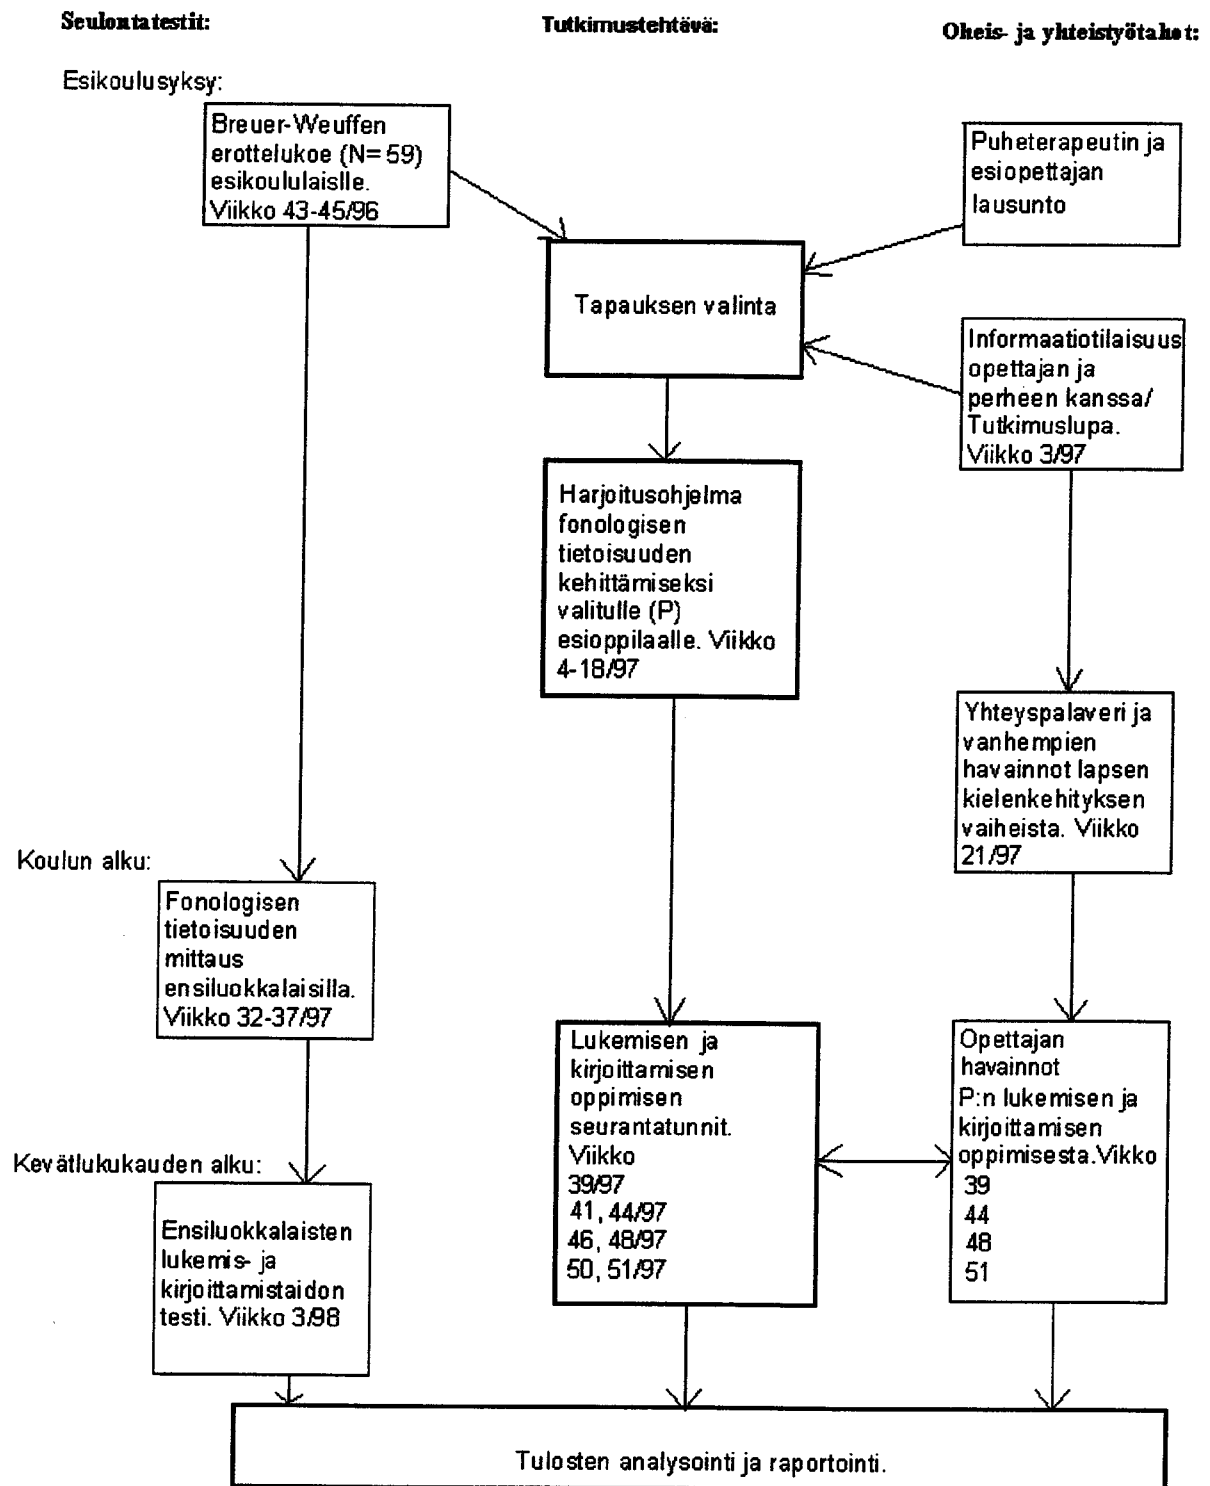 Seulontatestit:
Tutkimustehtävä:
Oheis- ja yhteistyötahot:
Esikoulusyksy:
Breuer-Weuffen
erottelukoe (N= 59)
esikoululaislle.
Viikko 43-45/96
Puheterapeutin ja
esiopettajan
lausunto
Tapauksen valinta
Informaatiotilaisuus
opettajan ja
perheen kanssa/
Tutkimuslupa.
Viikko 3/97
Harjoitusohjelma
fonologisen
tietoisuuden
kehittämiseksi
valitulle (P)
esioppilaalle. Viikko
4-18/97
Yhteyspalaveri ja
vanhempien
havainnot lapsen
kielenkehityksen
vaiheista. Viikko
21/97
Koulun alku:
Fonologisen
tietoisuuden
mittaus
ensiluokkalaisilla.
Viikko 32-37/97
Lukemisen ja
kirjoittamisen
oppimisen
seurantatunnit.
Viikko
39/97
41, 44/97
46, 48/97
50, 51/97
Opettajan
havainnot
P:n lukemisen ja
kirjoittamisen
oppimisesta.Vikko
39
44
48
51
Kevätlukukauden alku:
Ensiluokkalaisten
lukemis- ja
kirjoittamistaidon
testi. Viikko 3/98
Tulosten analysointi ja raportointi.